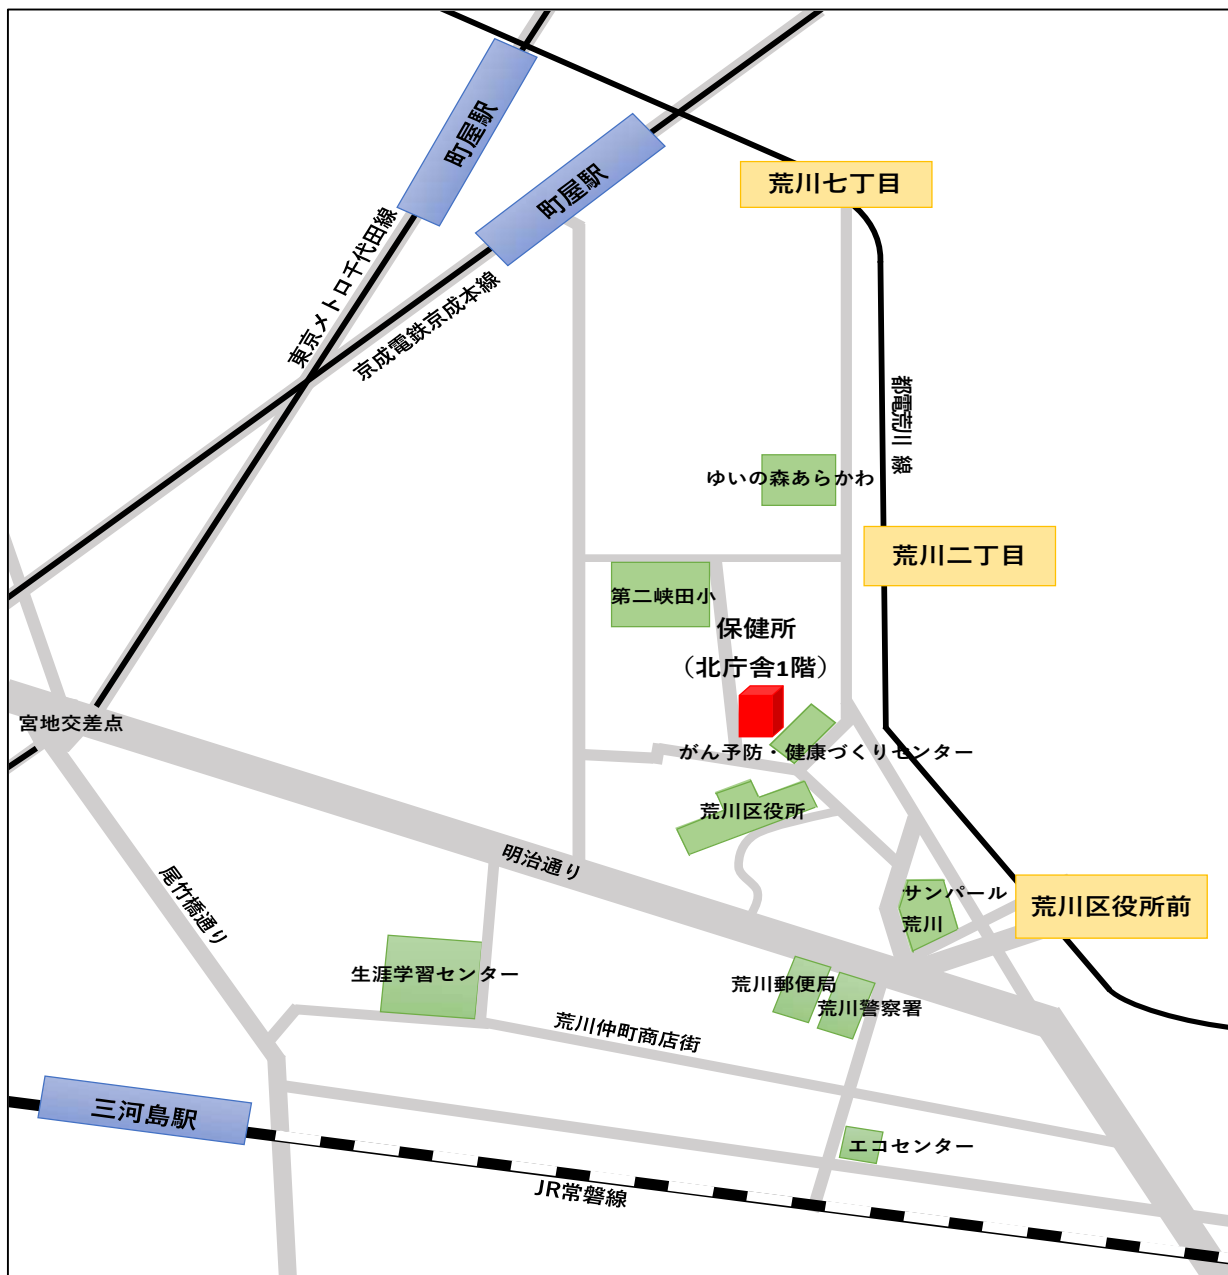 町屋駅
町屋駅
荒川七丁目
東京メトロ千代田線
京成電鉄京成本線
都電荒川 線
ゆいの森あらかわ
荒川二丁目
第二峡田小
保健所
（北庁舎1階）
宮地交差点
がん予防・健康づくりセンター
荒川区役所
明治通り
尾竹橋通り
サンパール
荒川
荒川区役所前
生涯学習センター
荒川郵便局
荒川警察署
荒川仲町商店街
三河島駅
エコセンター
JR常磐線